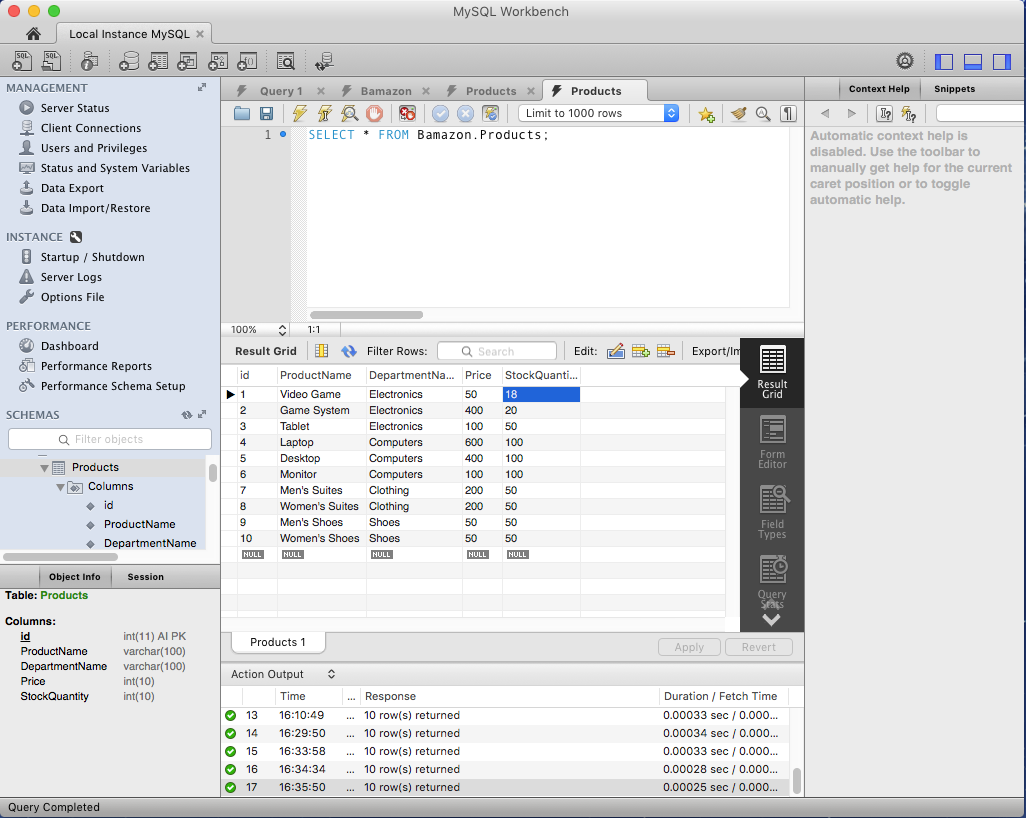 MySQL Workbench
Local Instance MySQL
SQL SQL
MANAGEMENT
Server Status
Client Connections
Users and Privileges
Status and System Variables
Data Export
Data Import/Restore
INSTANCE
Startup / Shutdown
Server Logs
Options File
PERFORMANCE
Dashboard
Performance Reports
Performance Schema Setup
SCHEMAS
Filter objects
Products
Columns
id
ProductName
DepartmentName
Object Info Session
Table: Products
Columns:
id int(11) AI PK
ProductName varchar(100)
DepartmentName varchar(100)
Price int(10)
StockQuantity int(10)
Query 1 Bamazon Products Products
Limit to 1000 rows
1 SELECT * FROM Bamazon.Products;
100% 1:1
Result Grid Filter Rows: Search Edit: Export/Im
id ProductName DepartmentNa... Price StockQuanti...
1 Video Game Electronics 50 18
2 Game System Electronics 400 20
3 Tablet Electronics 100 50
4 Laptop Computers 600 100
5 Desktop Computers 400 100
6 Monitor Computers 100 100
7 Men's Suites Clothing 200 50
8 Women's Suites Clothing 200 50
9 Men's Shoes Shoes 50 50
10 Women's Shoes Shoes 50 50
NULL NULL NULL NULL NULL
Result
Grid
Form
Editor
Field
Types
Query
Stats
Products 1 Apply Revert
Action Output
Time ... Response Duration / Fetch Time
13 16:10:49 ... 10 row(s) returned 0.00033 sec / 0.000...
14 16:29:50 ... 10 row(s) returned 0.00034 sec / 0.000...
15 16:33:58 ... 10 row(s) returned 0.00033 sec / 0.000...
16 16:34:34 ... 10 row(s) returned 0.00028 sec / 0.000...
17 16:35:50 ... 10 row(s) returned 0.00025 sec / 0.000...
Context Help Snippets
Automatic context help is
disabled. Use the toolbar to
manually get help for the current
caret position or to toggle
automatic help.
Query Completed